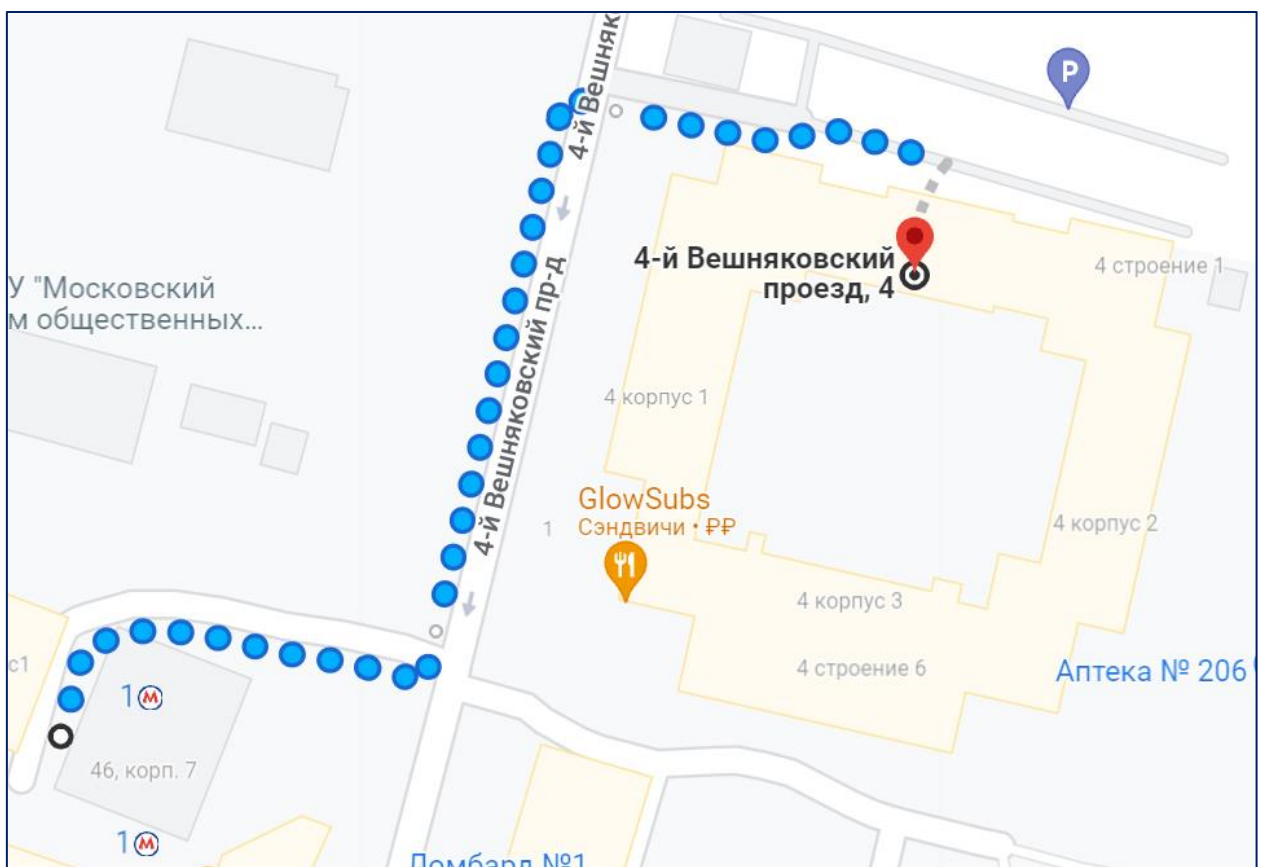 4-й Вешняк
P
4-й Вешняковский
проезд, 4
4 строение 1
У "Московский
м общественных...
4-й Вешняковский пр-д
4 корпус 1
GlowSubs
Сэндвичи • ₽₽
1
4 корпус 2
4 корпус 3
с1
4 строение 6
Аптека № 206
1 М
46, корп. 7
1 М
Ломбард №1